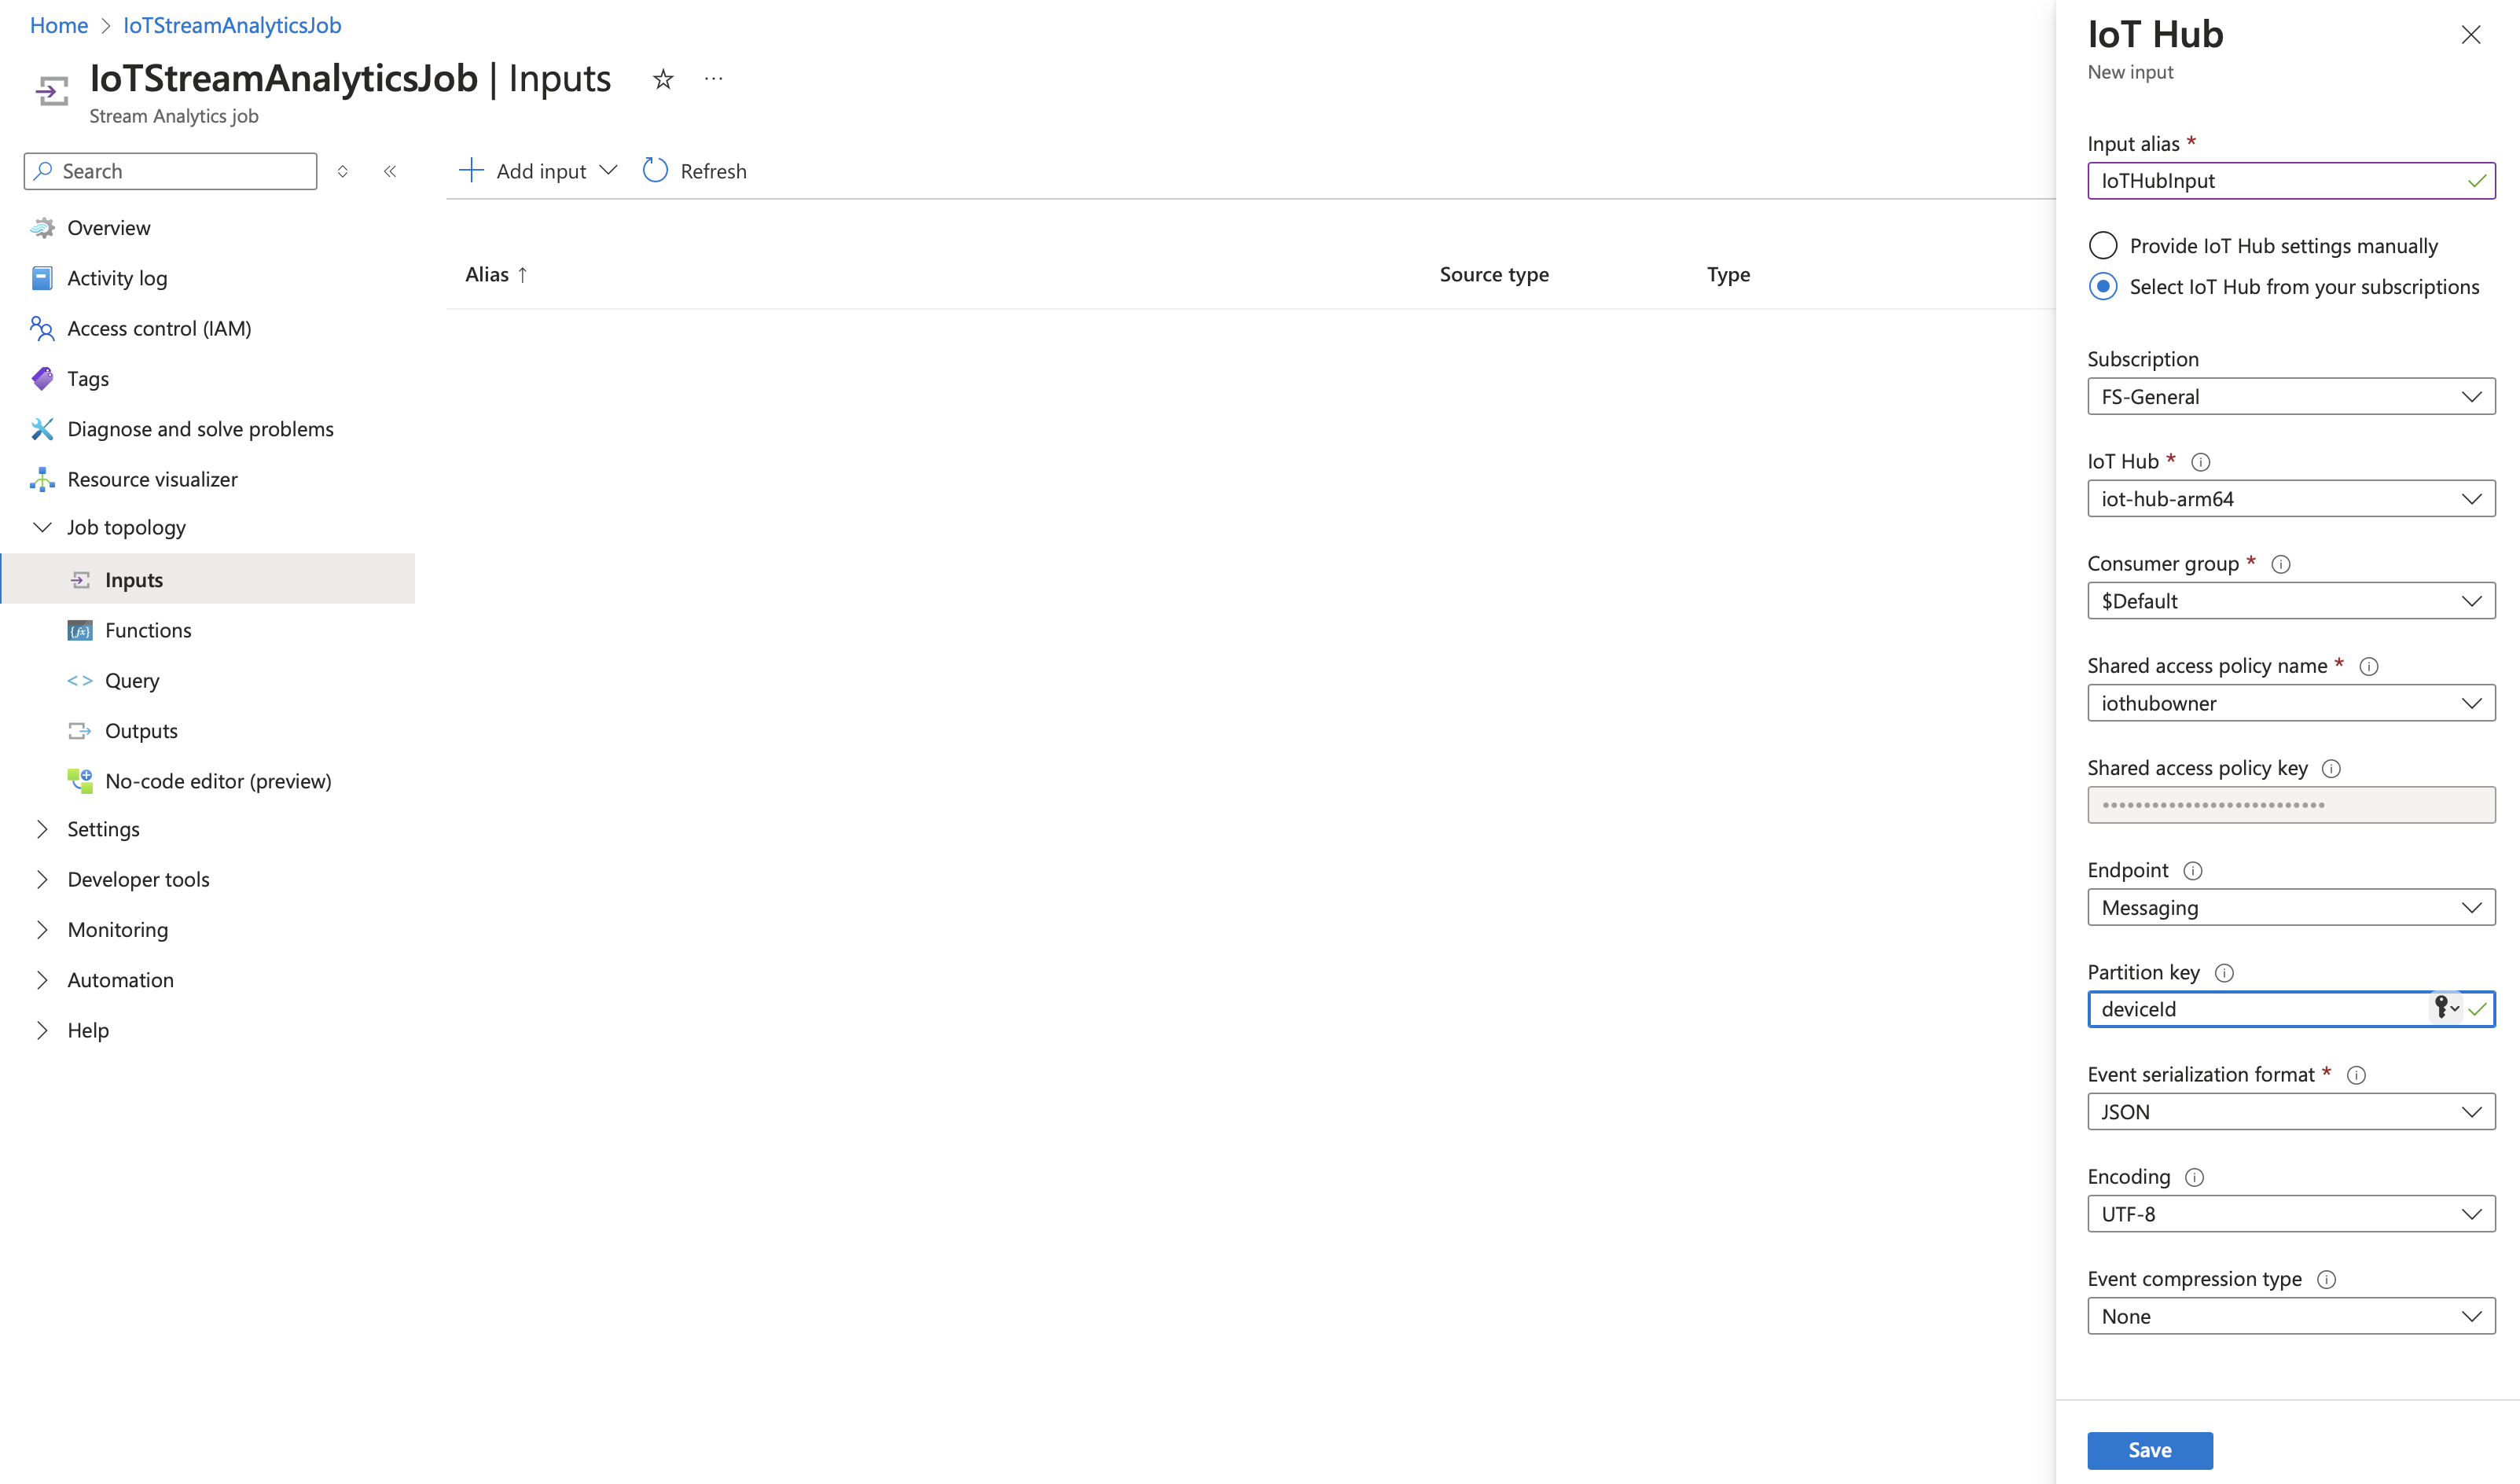 Home > IoTStreamAnalyticsJob
IoTStreamAnalyticsJob | Inputs
Stream Analytics job
Search
Overview
Activity log
Access control (IAM)
Tags
Diagnose and solve problems
Resource visualizer
Job topology
Inputs
Functions
Query
Outputs
No-code editor (preview)
Settings
Developer tools
Monitoring
Automation
Help
Add input
Refresh
Alias ↑
Source type
Type
IoT Hub
New input
Input alias *
IoTHubInput
Provide IoT Hub settings manually
Select IoT Hub from your subscriptions
Subscription
FS-General
IoT Hub *
iot-hub-arm64
Consumer group *
$Default
Shared access policy name *
iothubowner
Shared access policy key
Endpoint
Messaging
Partition key
deviceId
Event serialization format *
JSON
Encoding
UTF-8
Event compression type
None
Save